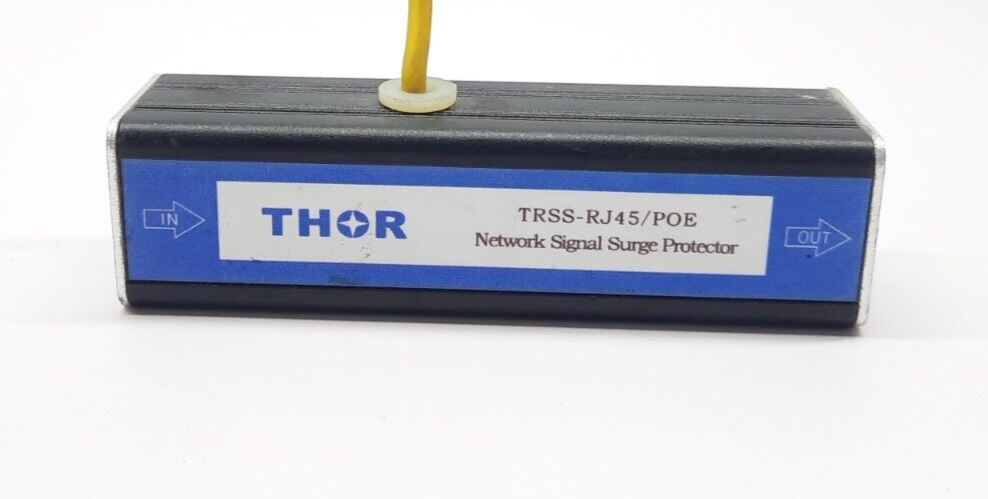 IN
THOR
TRSS-RJ45/POE
Network Signal Surge Protector
OUT